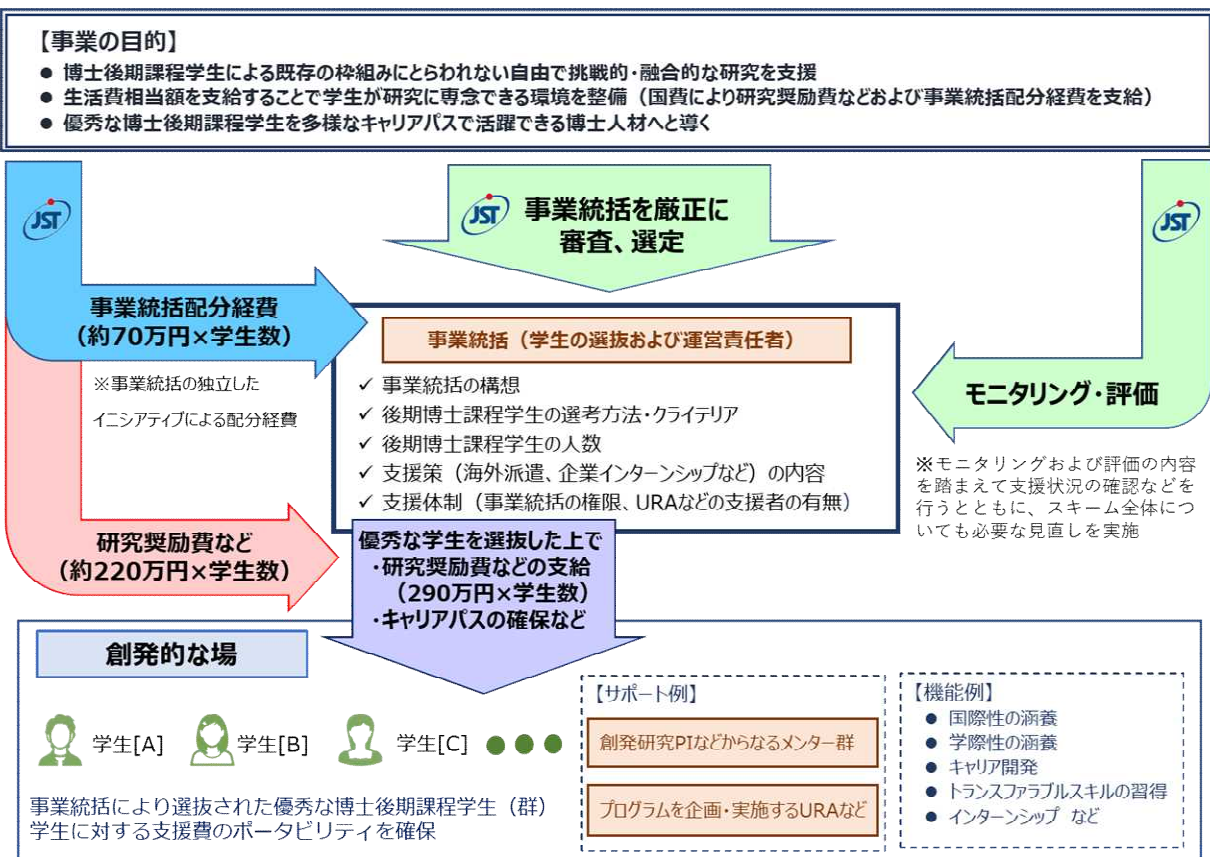 【事業の目的】
● 博士後期課程学生による既存の枠組みにとらわれない自由で挑戦的・融合的な研究を支援
● 生活費相当額を支給することで学生が研究に専念できる環境を整備（国費により研究奨励費などおよび事業統括配分経費を支給）
● 優秀な博士後期課程学生を多様なキャリアパスで活躍できる博士人材へと導く
JST
JST
事業統括を厳正に
審査、選定
JST
事業統括配分経費
（約70万円×学生数）
※事業統括の独立した
イニシアティブによる配分経費
事業統括（学生の選抜および運営責任者）
✓ 事業統括の構想
✓ 後期博士課程学生の選考方法・クライテリア
✓ 後期博士課程学生の人数
✓ 支援策（海外派遣、企業インターンシップなど）の内容
✓ 支援体制（事業統括の権限、URAなどの支援者の有無）
モニタリング・評価
※モニタリングおよび評価の内容
を踏まえて支援状況の確認などを
行うとともに、スキーム全体につ
いても必要な見直しを実施
研究奨励費など
（約220万円×学生数）
優秀な学生を選抜した上で
・研究奨励費などの支給
（290万円×学生数）
・キャリアパスの確保など
創発的な場
学生[A]
学生[B]
学生[C]
事業統括により選抜された優秀な博士後期課程学生（群）
学生に対する支援費のポータビリティを確保
【サポート例】
創発研究PIなどからなるメンター群
プログラムを企画・実施するURAなど
【機能例】
● 国際性の涵養
● 学際性の涵養
● キャリア開発
● トランスファラブルスキルの習得
● インターンシップ など